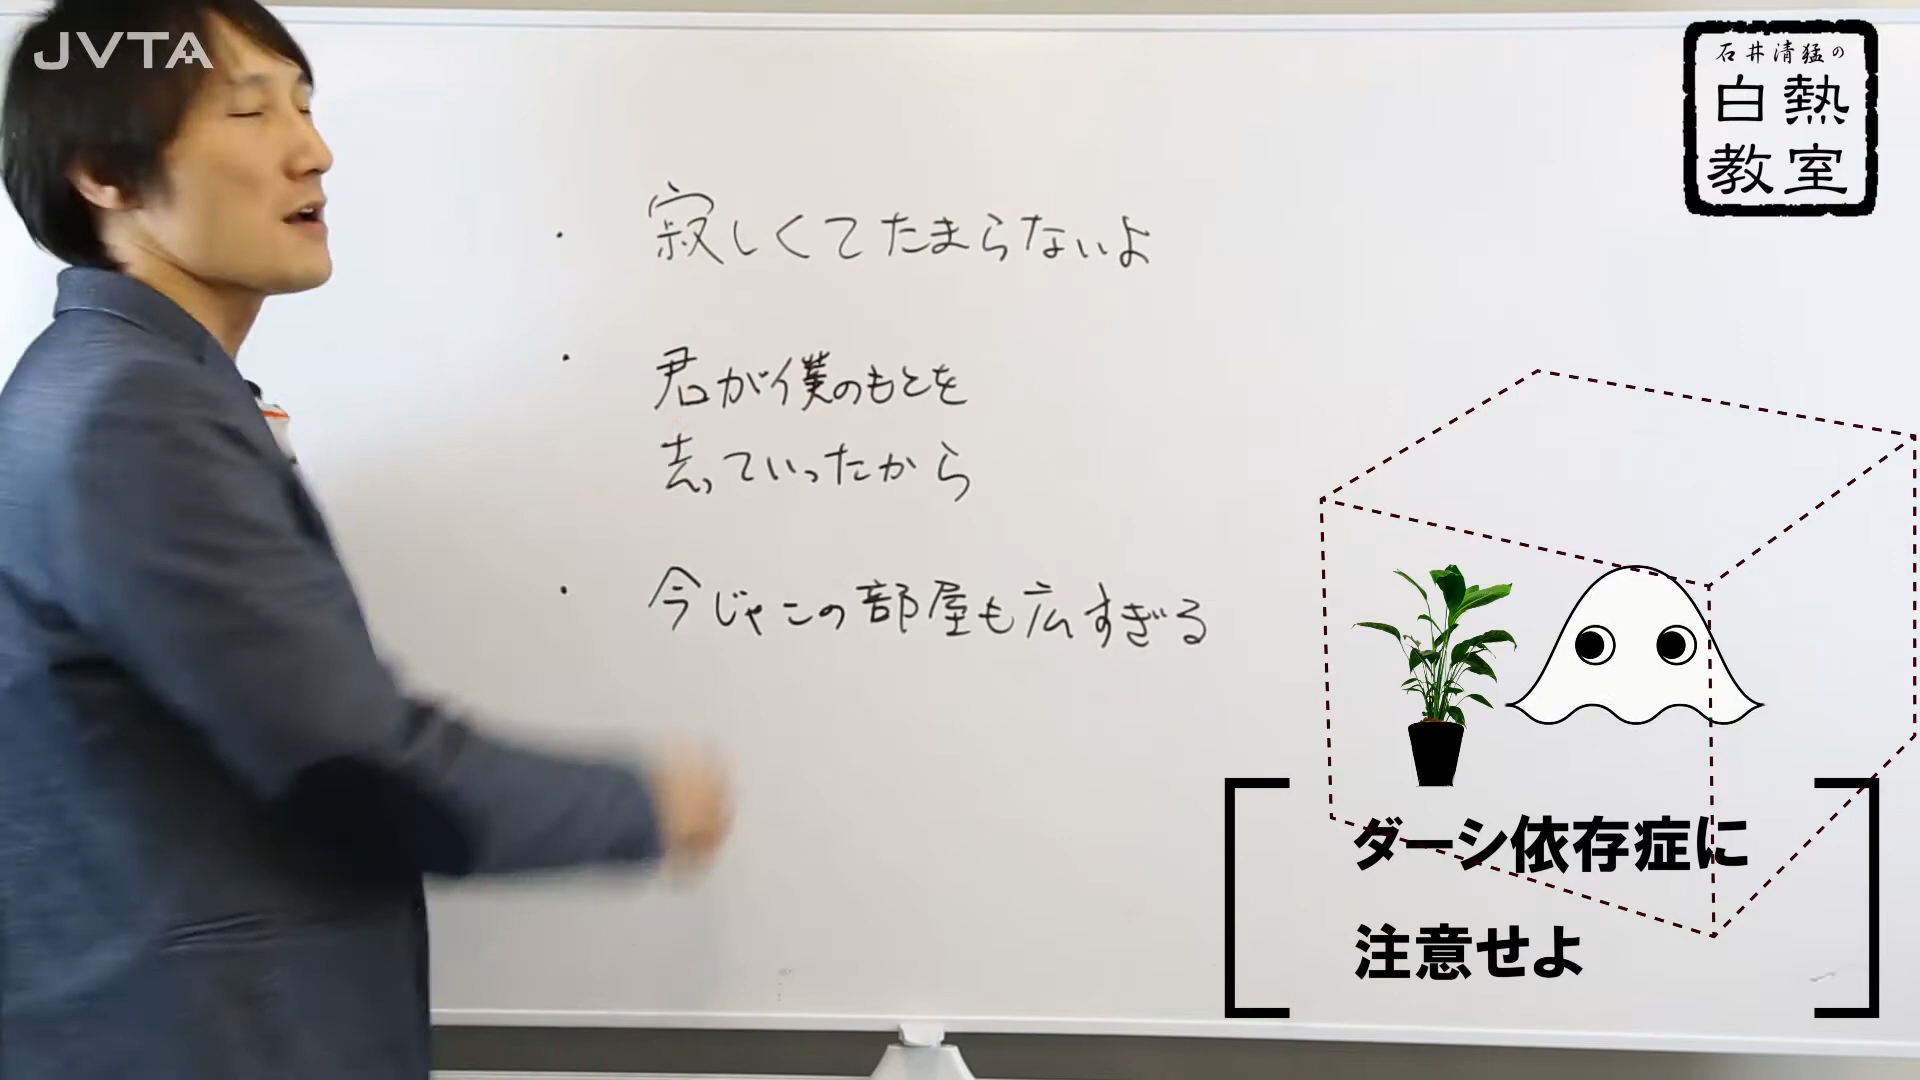 JVTA
石井清猛の
白熱
教室
・寂しくてたまらないよ
・君が僕のもとを
去っていったから
・今じゃこの部屋も広すぎる
ダーシ依存症に
注意せよ